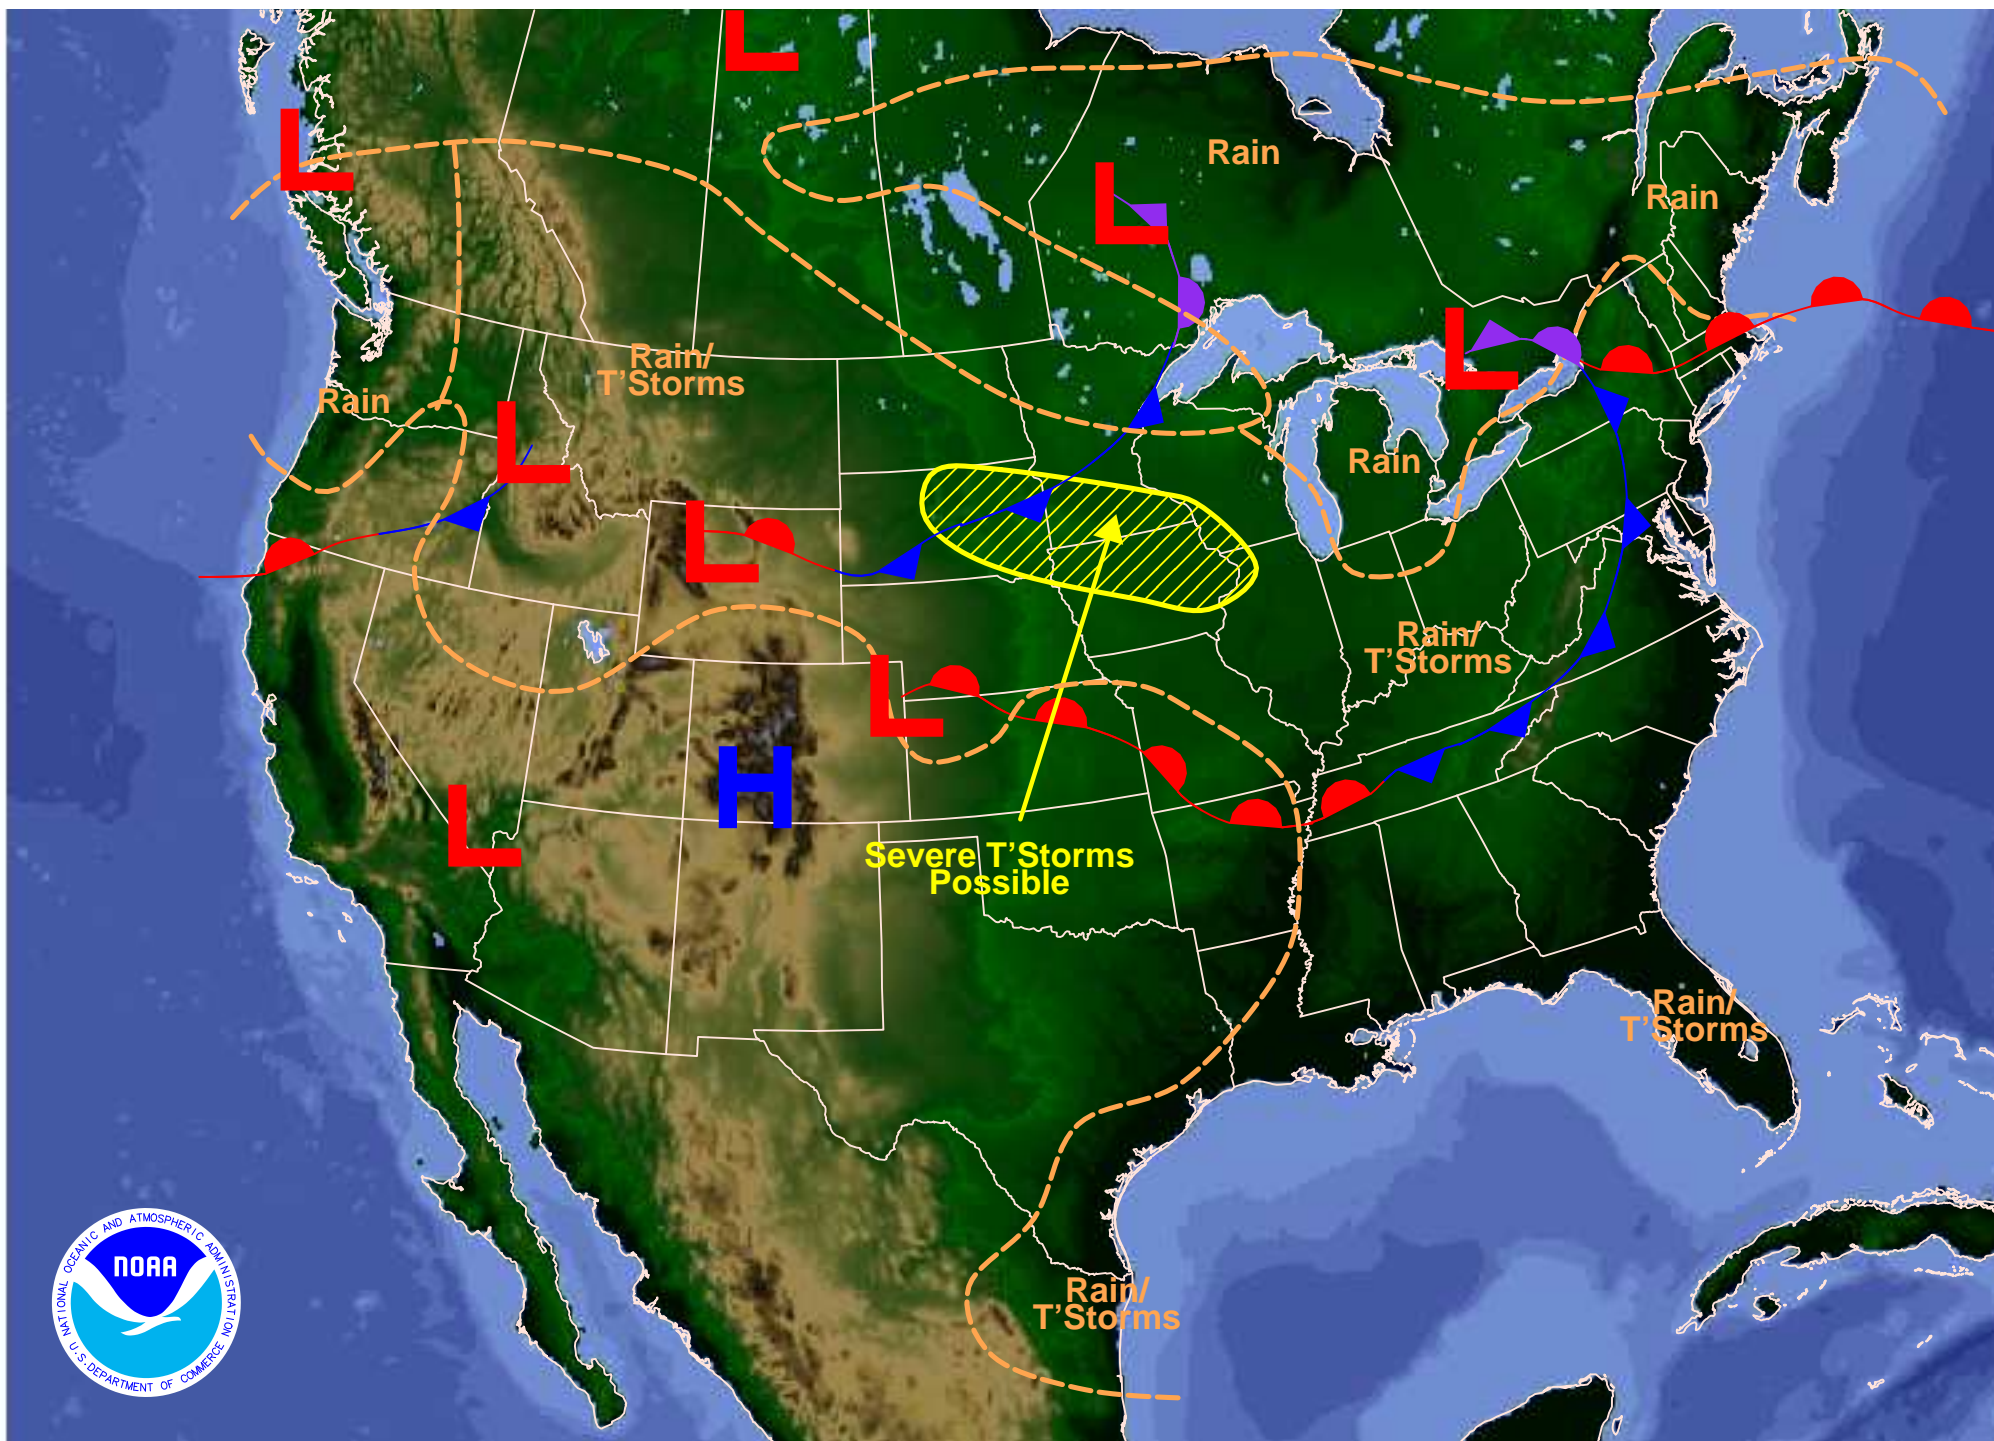 L
L
Rain
L
Rain
L
Rain/
T'Storms
Rain
L
Rain
L
Rain/
T'Storms
L
H
L
Severe T'Storms
Possible
Rain/
T'Storms
Rain/
T'Storms
NATIONAL OCEANIC AND ATMOSPHERIC ADMINISTRATION
NOAA
U.S. DEPARTMENT OF COMMERCE
L